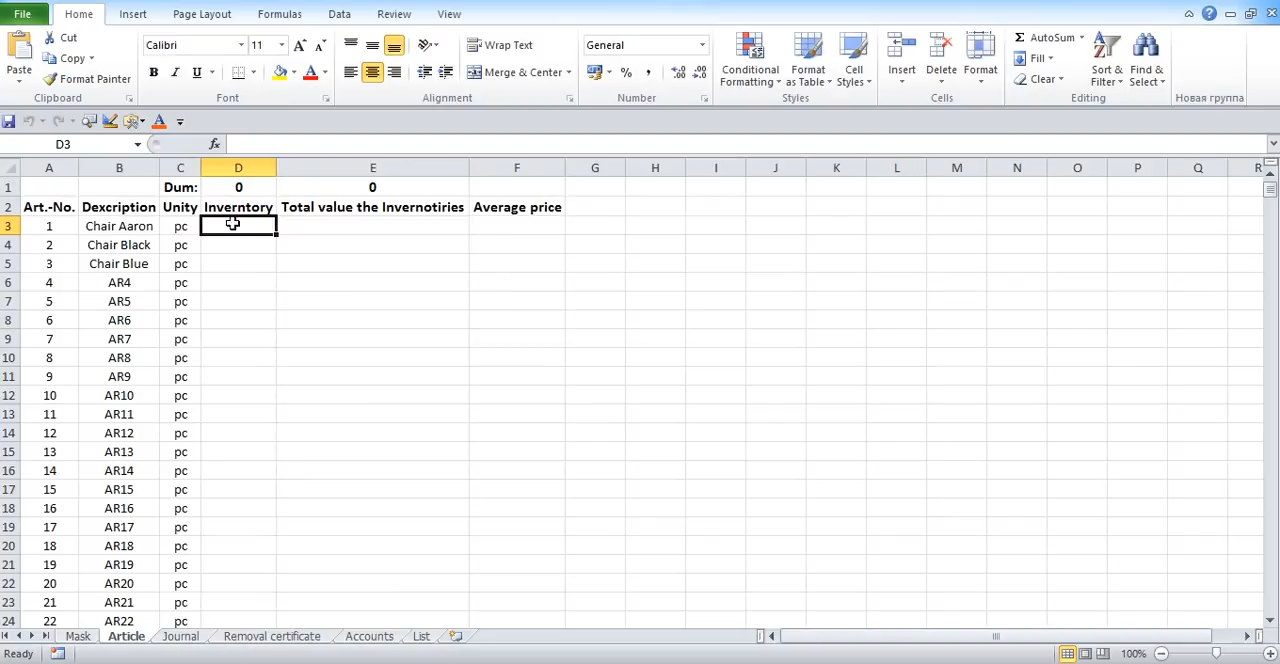 File Home Insert Page Layout Formulas Data Review View
Cut
Copy
Format Painter
Paste
Calibri 11
B I U
A A
Wrap Text
Merge & Center
General
% ,
Conditional Formatting
Format as Table
Cell Styles
Insert Delete Format
Σ AutoSum
Fill
Clear
Sort & Filter
Find & Select
Clipboard Font Alignment Number Styles Cells Editing Новая группа
D3 fx
A B C D E F G H I J K L M N O P Q R
1 Dum: 0 0
2 Art.-No. Dexcription Unity Inverntory Total value the Invernotiries Average price
3 1 Chair Aaron pc
4 2 Chair Black pc
5 3 Chair Blue pc
6 4 AR4 pc
7 5 AR5 pc
8 6 AR6 pc
9 7 AR7 pc
10 8 AR8 pc
11 9 AR9 pc
12 10 AR10 pc
13 11 AR11 pc
14 12 AR12 pc
15 13 AR13 pc
16 14 AR14 pc
17 15 AR15 pc
18 16 AR16 pc
19 17 AR17 pc
20 18 AR18 pc
21 19 AR19 pc
22 20 AR20 pc
23 21 AR21 pc
24 22 AR22 pc
Mask Article Journal Removal certificate Accounts List
Ready 100%